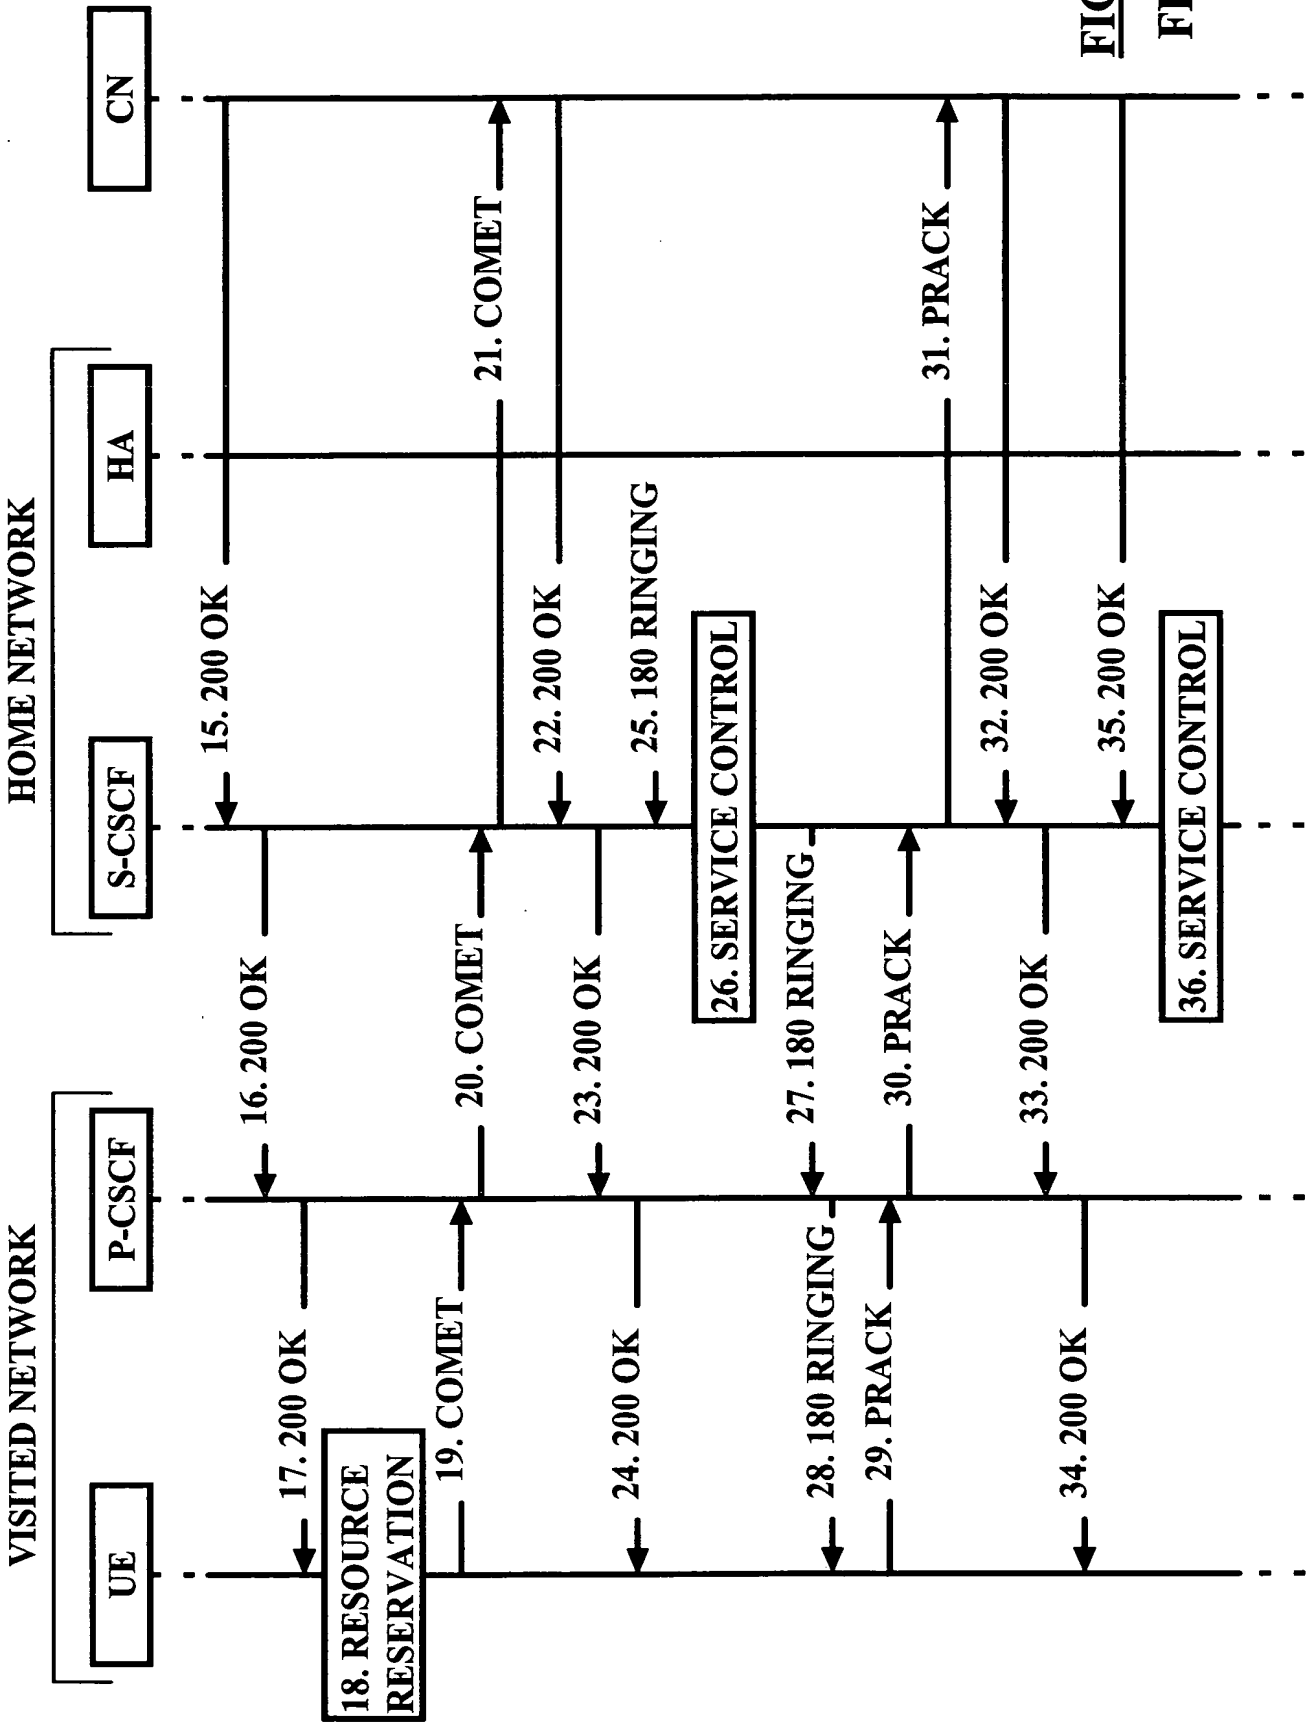 VISITED NETWORK
HOME NETWORK
UE
P-CSCF
S-CSCF
HA
CN
15. 200 OK
16. 200 OK
17. 200 OK
18. RESOURCE
RESERVATION
19. COMET
20. COMET
21. COMET
22. 200 OK
23. 200 OK
24. 200 OK
25. 180 RINGING
26. SERVICE CONTROL
27. 180 RINGING
28. 180 RINGING
29. PRACK
30. PRACK
31. PRACK
32. 200 OK
33. 200 OK
34. 200 OK
35. 200 OK
36. SERVICE CONTROL